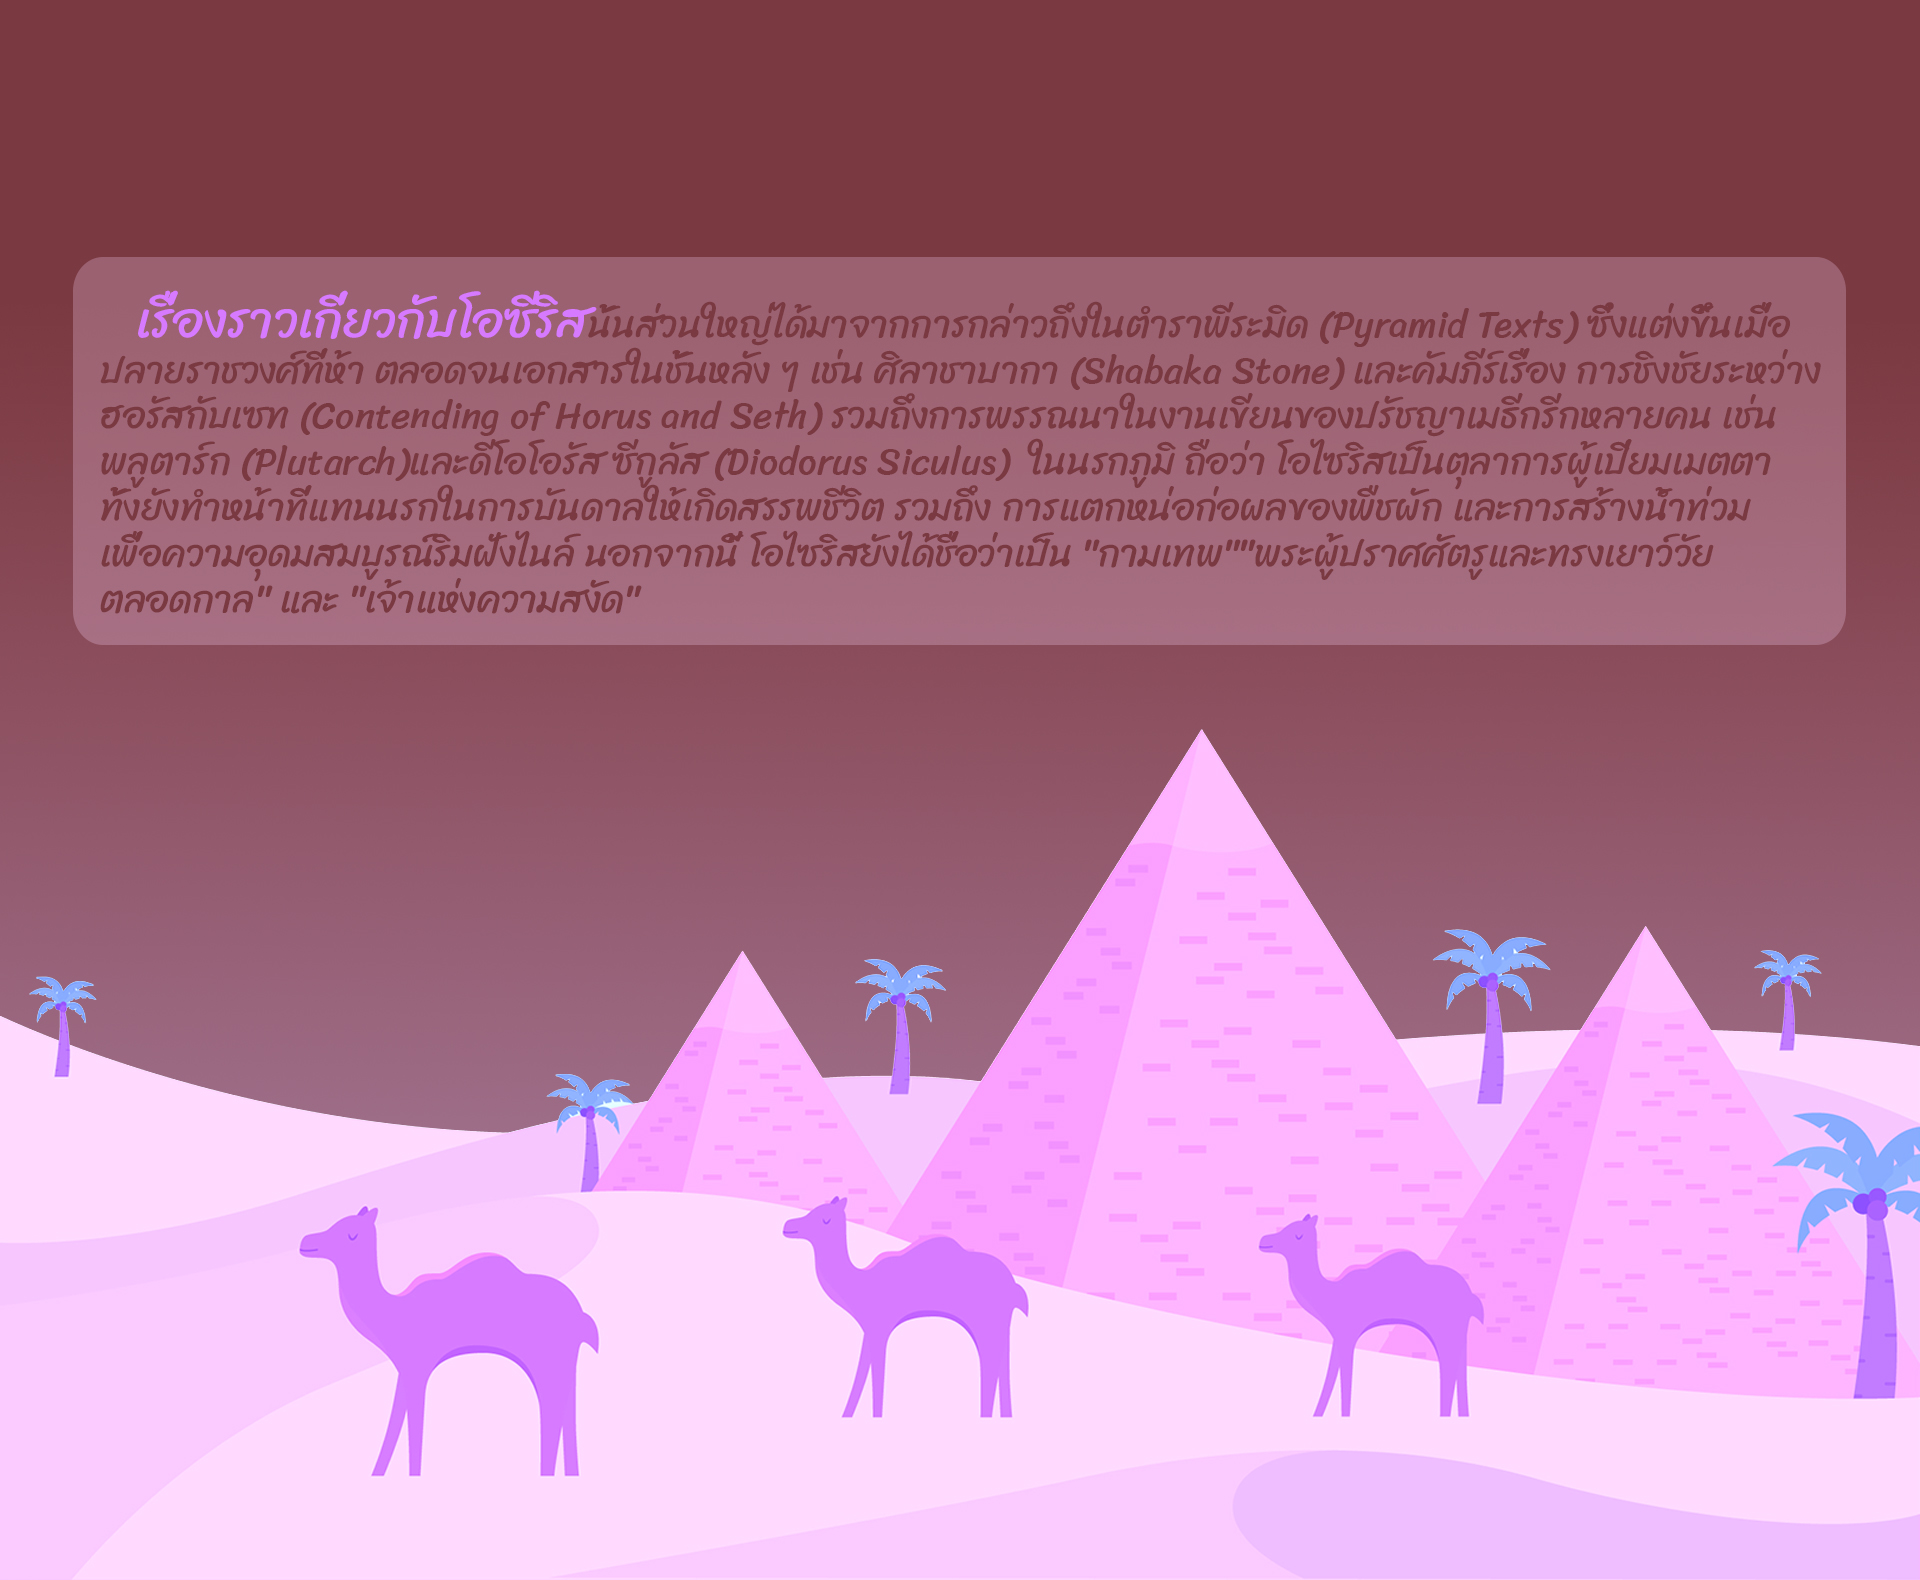 เรื่องราวเกี่ยวกับโอซีริสนั้นส่วนใหญ่ได้มาจากการกล่าวถึงในตำราพีระมิด (Pyramid Texts) ซึ่งแต่งขึ้นเมื่อ
ปลายราชวงศ์ที่ห้า ตลอดจนเอกสารในชั้นหลัง ๆ เช่น ศิลาชาบากา (Shabaka Stone) และคัมภีร์เรื่อง การชิงชัยระหว่าง
ฮอรัสกับเซท (Contending of Horus and Seth) รวมถึงการพรรณนาในงานเขียนของปรัชญาเมธีกรีกหลายคน เช่น
พลูตาร์ก (Plutarch)และดีโอโอรัส ซีกูลัส (Diodorus Siculus) ในนรกภูมิ ถือว่า โอไซริสเป็นตุลาการผู้เปี่ยมเมตตา
ทั้งยังทำหน้าที่แทนนรกในการบันดาลให้เกิดสรรพชีวิต รวมถึง การแตกหน่อก่อผลของพืชผัก และการสร้างน้ำท่วม
เพื่อความอุดมสมบูรณ์ริมฝั่งไนล์ นอกจากนี้ โอไซริสยังได้ชื่อว่าเป็น "กามเทพ""พระผู้ปราศศัตรูและทรงเยาว์วัย
ตลอดกาล" และ "เจ้าแห่งความสงัด"